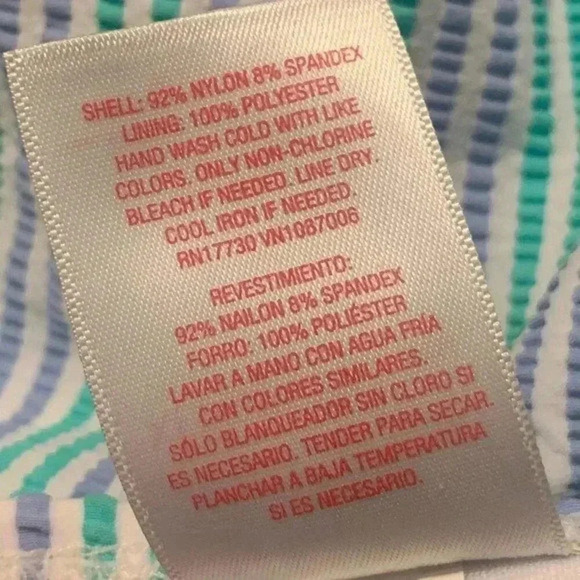 SHELL: 92% NYLON 8% SPANDEX
LINING: 100% POLYESTER
HAND WASH COLD WITH LIKE
COLORS. ONLY NON-CHLORINE
BLEACH IF NEEDED. LINE DRY.
COOL IRON IF NEEDED.
RN17730 VN1087006
REVESTIMIENTO:
92% NAILON 8% SPANDEX
FORRO: 100% POLIÉSTER
LAVAR A MANO CON AGUA FRÍA
CON COLORES SIMILARES.
SÓLO BLANQUEADOR SIN CLORO SI
ES NECESARIO. TENDER PARA SECAR.
PLANCHAR A BAJA TEMPERATURA
SI ES NECESARIO.